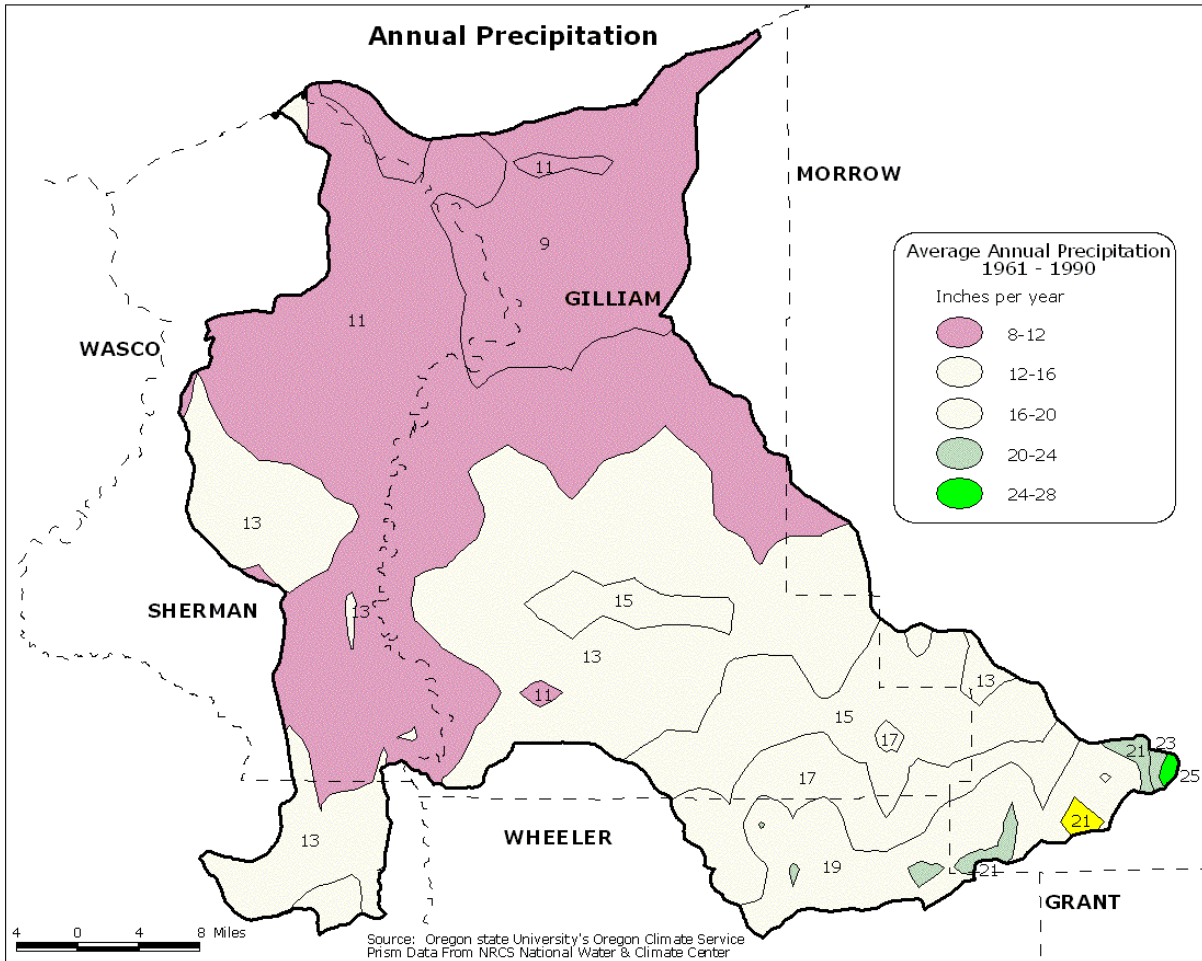 Annual Precipitation
11
MORROW
9
Average Annual Precipitation
1961 - 1990
Inches per year
8-12
12-16
16-20
20-24
24-28
GILLIAM
11
WASCO
13
15
SHERMAN
13
13
11
13
15
17
21
23
25
17
21
13
WHEELER
19
21
GRANT
4 0 4 8 Miles
Source: Oregon state University's Oregon Climate Service
Prism Data From NRCS National Water & Climate Center